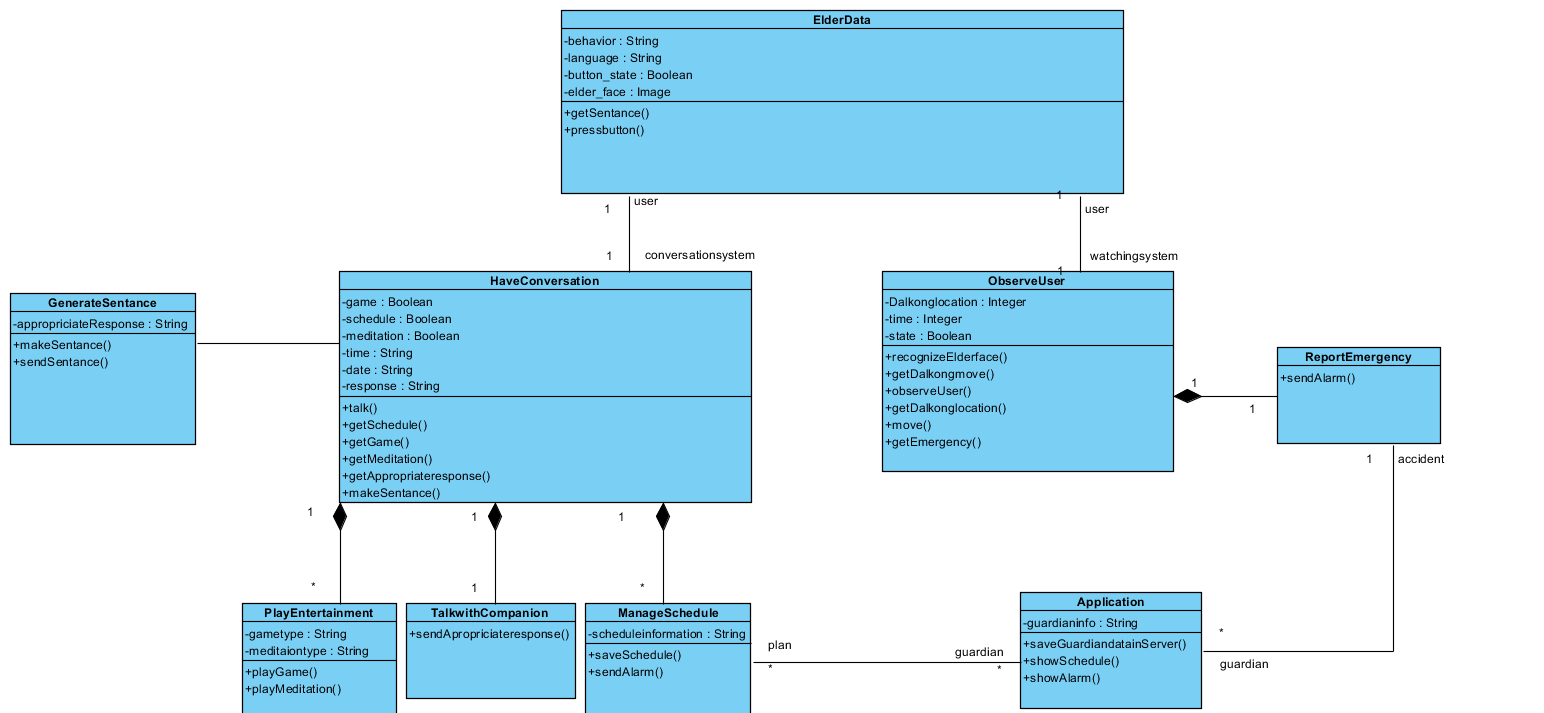 ElderData
-behavior : String
-language : String
-button_state : Boolean
-elder_face : Image
+getSentance()
+pressbutton()
1
user
1
conversationsystem
1
user
watchingsystem
1
GenerateSentance
-appropriciateResponse : String
+makeSentance()
+sendSentance()
HaveConversation
-game : Boolean
-schedule : Boolean
-meditation : Boolean
-time : String
-date : String
-response : String
+talk()
+getSchedule()
+getGame()
+getMeditation()
+getAppropriateresponse()
+makeSentance()
ObserveUser
-Dalkonglocation : Integer
-time : Integer
-state : Boolean
+recognizeElderface()
+getDalkongmove()
+observeUser()
+getDalkonglocation()
+move()
+getEmergency()
1
1
ReportEmergency
+sendAlarm()
1
accident
1
*
1
1
1
*
PlayEntertainment
-gametype : String
-meditaiontype : String
+playGame()
+playMeditation()
TalkwithCompanion
+sendApropriciateresponse()
ManageSchedule
-scheduleinformation : String
+saveSchedule()
+sendAlarm()
plan
*
guardian
*
Application
-guardianinfo : String
+saveGuardiandatainServer()
+showSchedule()
+showAlarm()
*
guardian